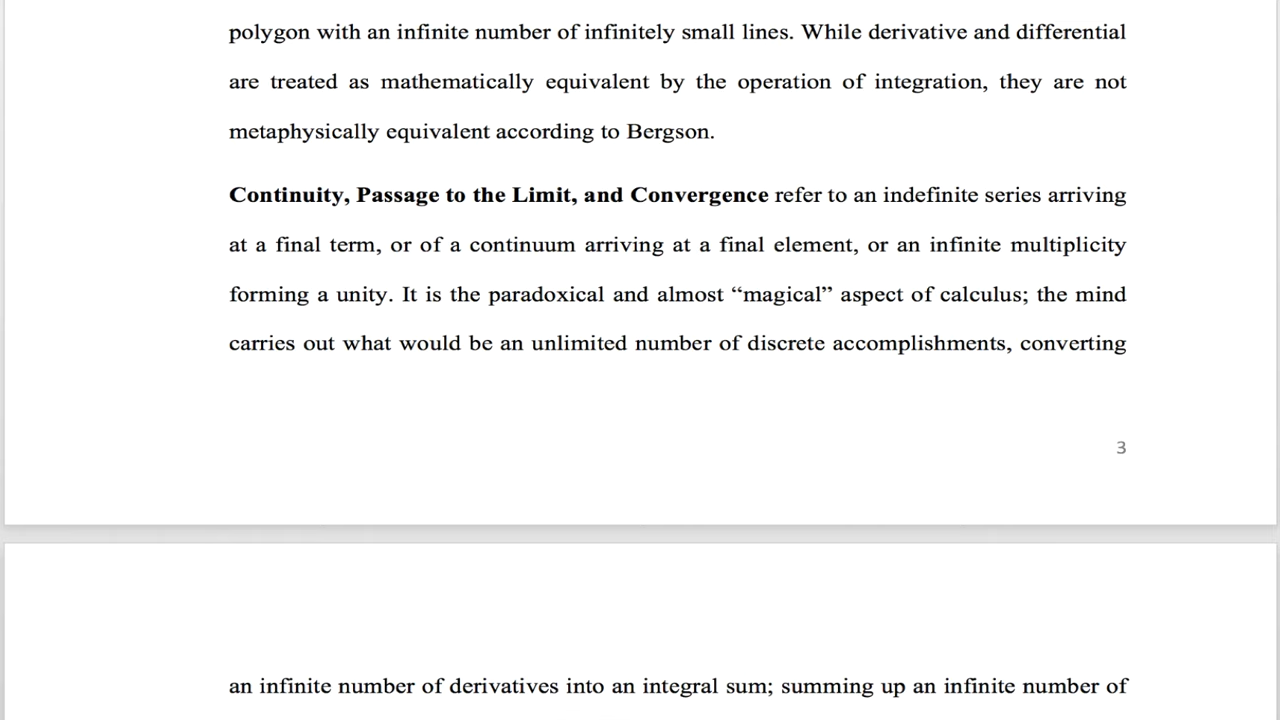 polygon with an infinite number of infinitely small lines. While derivative and differential
are treated as mathematically equivalent by the operation of integration, they are not
metaphysically equivalent according to Bergson.
Continuity, Passage to the Limit, and Convergence refer to an indefinite series arriving
at a final term, or of a continuum arriving at a final element, or an infinite multiplicity
forming a unity. It is the paradoxical and almost “magical” aspect of calculus; the mind
carries out what would be an unlimited number of discrete accomplishments, converting
3
an infinite number of derivatives into an integral sum; summing up an infinite number of